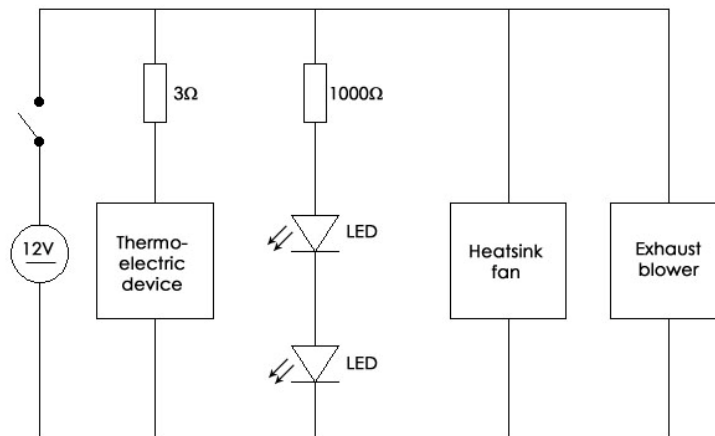 3Ω
1000Ω
12V
Thermo-
electric
device
LED
Heatsink
fan
Exhaust
blower
LED